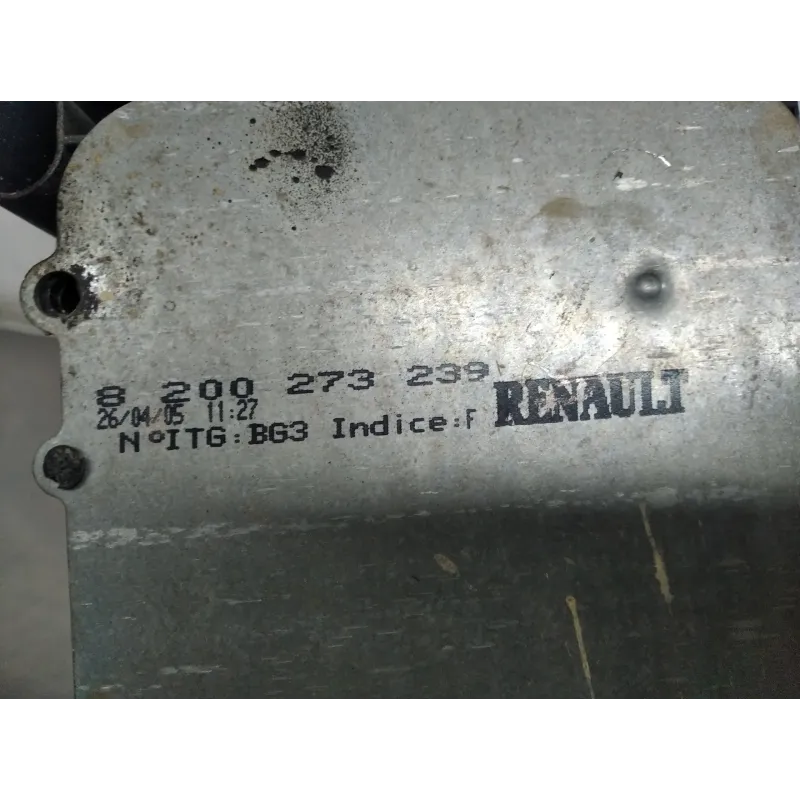 8 200 273 239 RENAULT
26/04/05 11:27
N°ITG:BG3 Indice:F